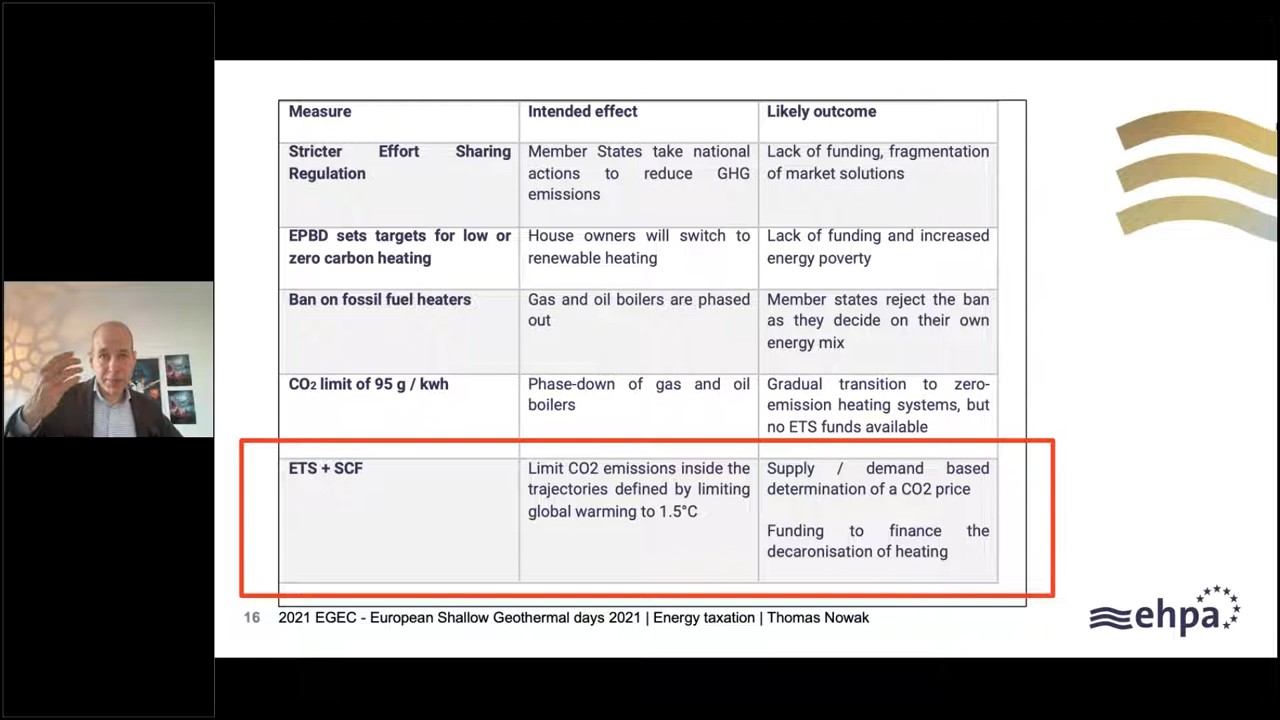 Measure
Intended effect
Likely outcome
Stricter Effort Sharing
Regulation
Member States take national
actions to reduce GHG
emissions
Lack of funding, fragmentation
of market solutions
EPBD sets targets for low or
zero carbon heating
House owners will switch to
renewable heating
Lack of funding and increased
energy poverty
Ban on fossil fuel heaters
Gas and oil boilers are phased
out
Member states reject the ban
as they decide on their own
energy mix
CO₂ limit of 95 g / kwh
Phase-down of gas and oil
boilers
Gradual transition to zero-
emission heating systems, but
no ETS funds available
ETS + SCF
Limit CO2 emissions inside the
trajectories defined by limiting
global warming to 1.5°C
Supply / demand based
determination of a CO2 price
Funding to finance the
decaronisation of heating
16
2021 EGEC - European Shallow Geothermal days 2021 | Energy taxation | Thomas Nowak
ehpa